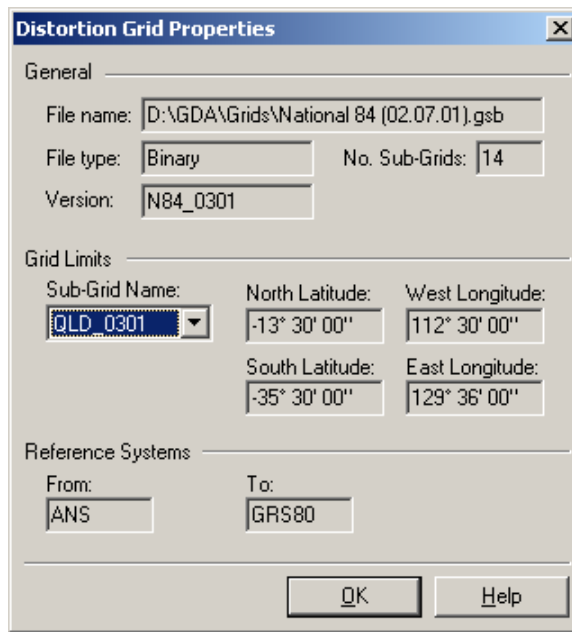 Distortion Grid Properties
General
File name: D:\GDA\Grids\National 84 (02.07.01).gsb
File type: Binary No. Sub-Grids: 14
Version: N84_0301
Grid Limits
Sub-Grid Name: North Latitude: West Longitude:
QLD_0301 -13° 30' 00" 112° 30' 00"
South Latitude: East Longitude:
-35° 30' 00" 129° 36' 00"
Reference Systems
From: To:
ANS GRS80
OK Help